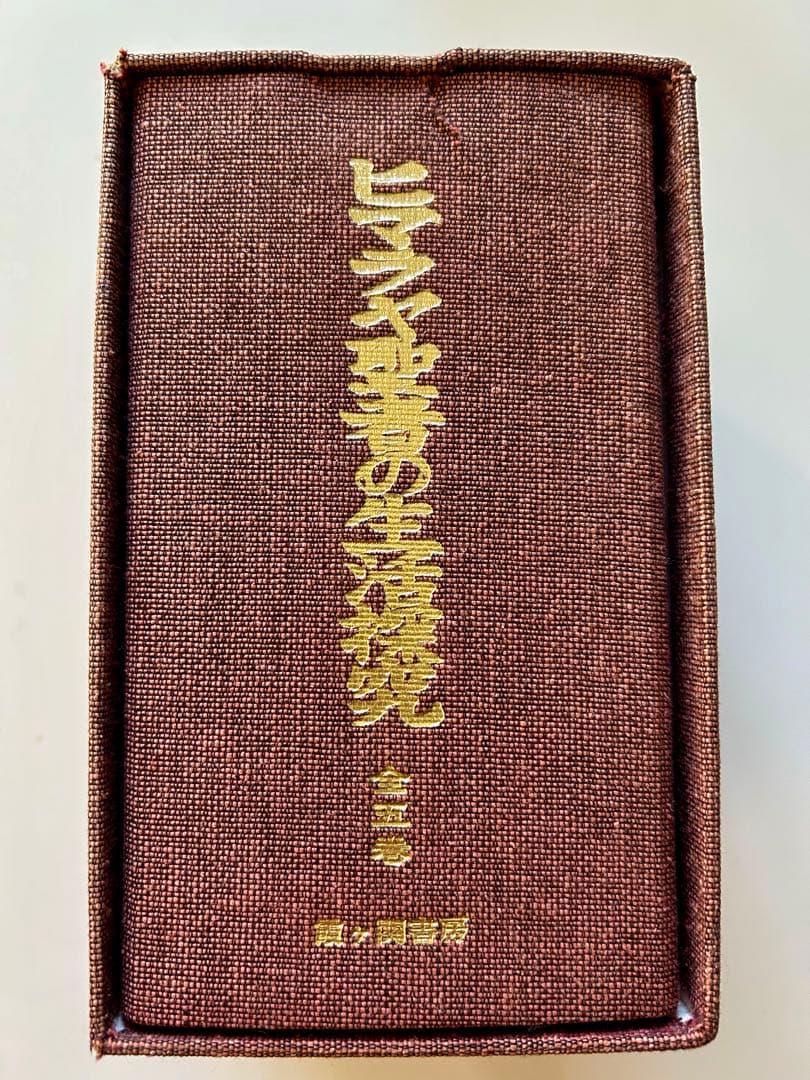 ヒマラヤ聖者の生活探究
全五巻
霞ヶ関書房